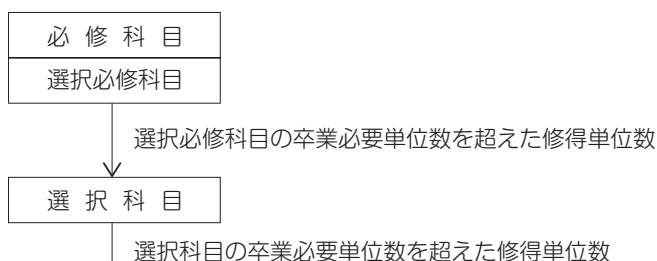 必修科目
選択必修科目
選択必修科目の卒業必要単位数を超えた修得単位数
選択科目
選択科目の卒業必要単位数を超えた修得単位数